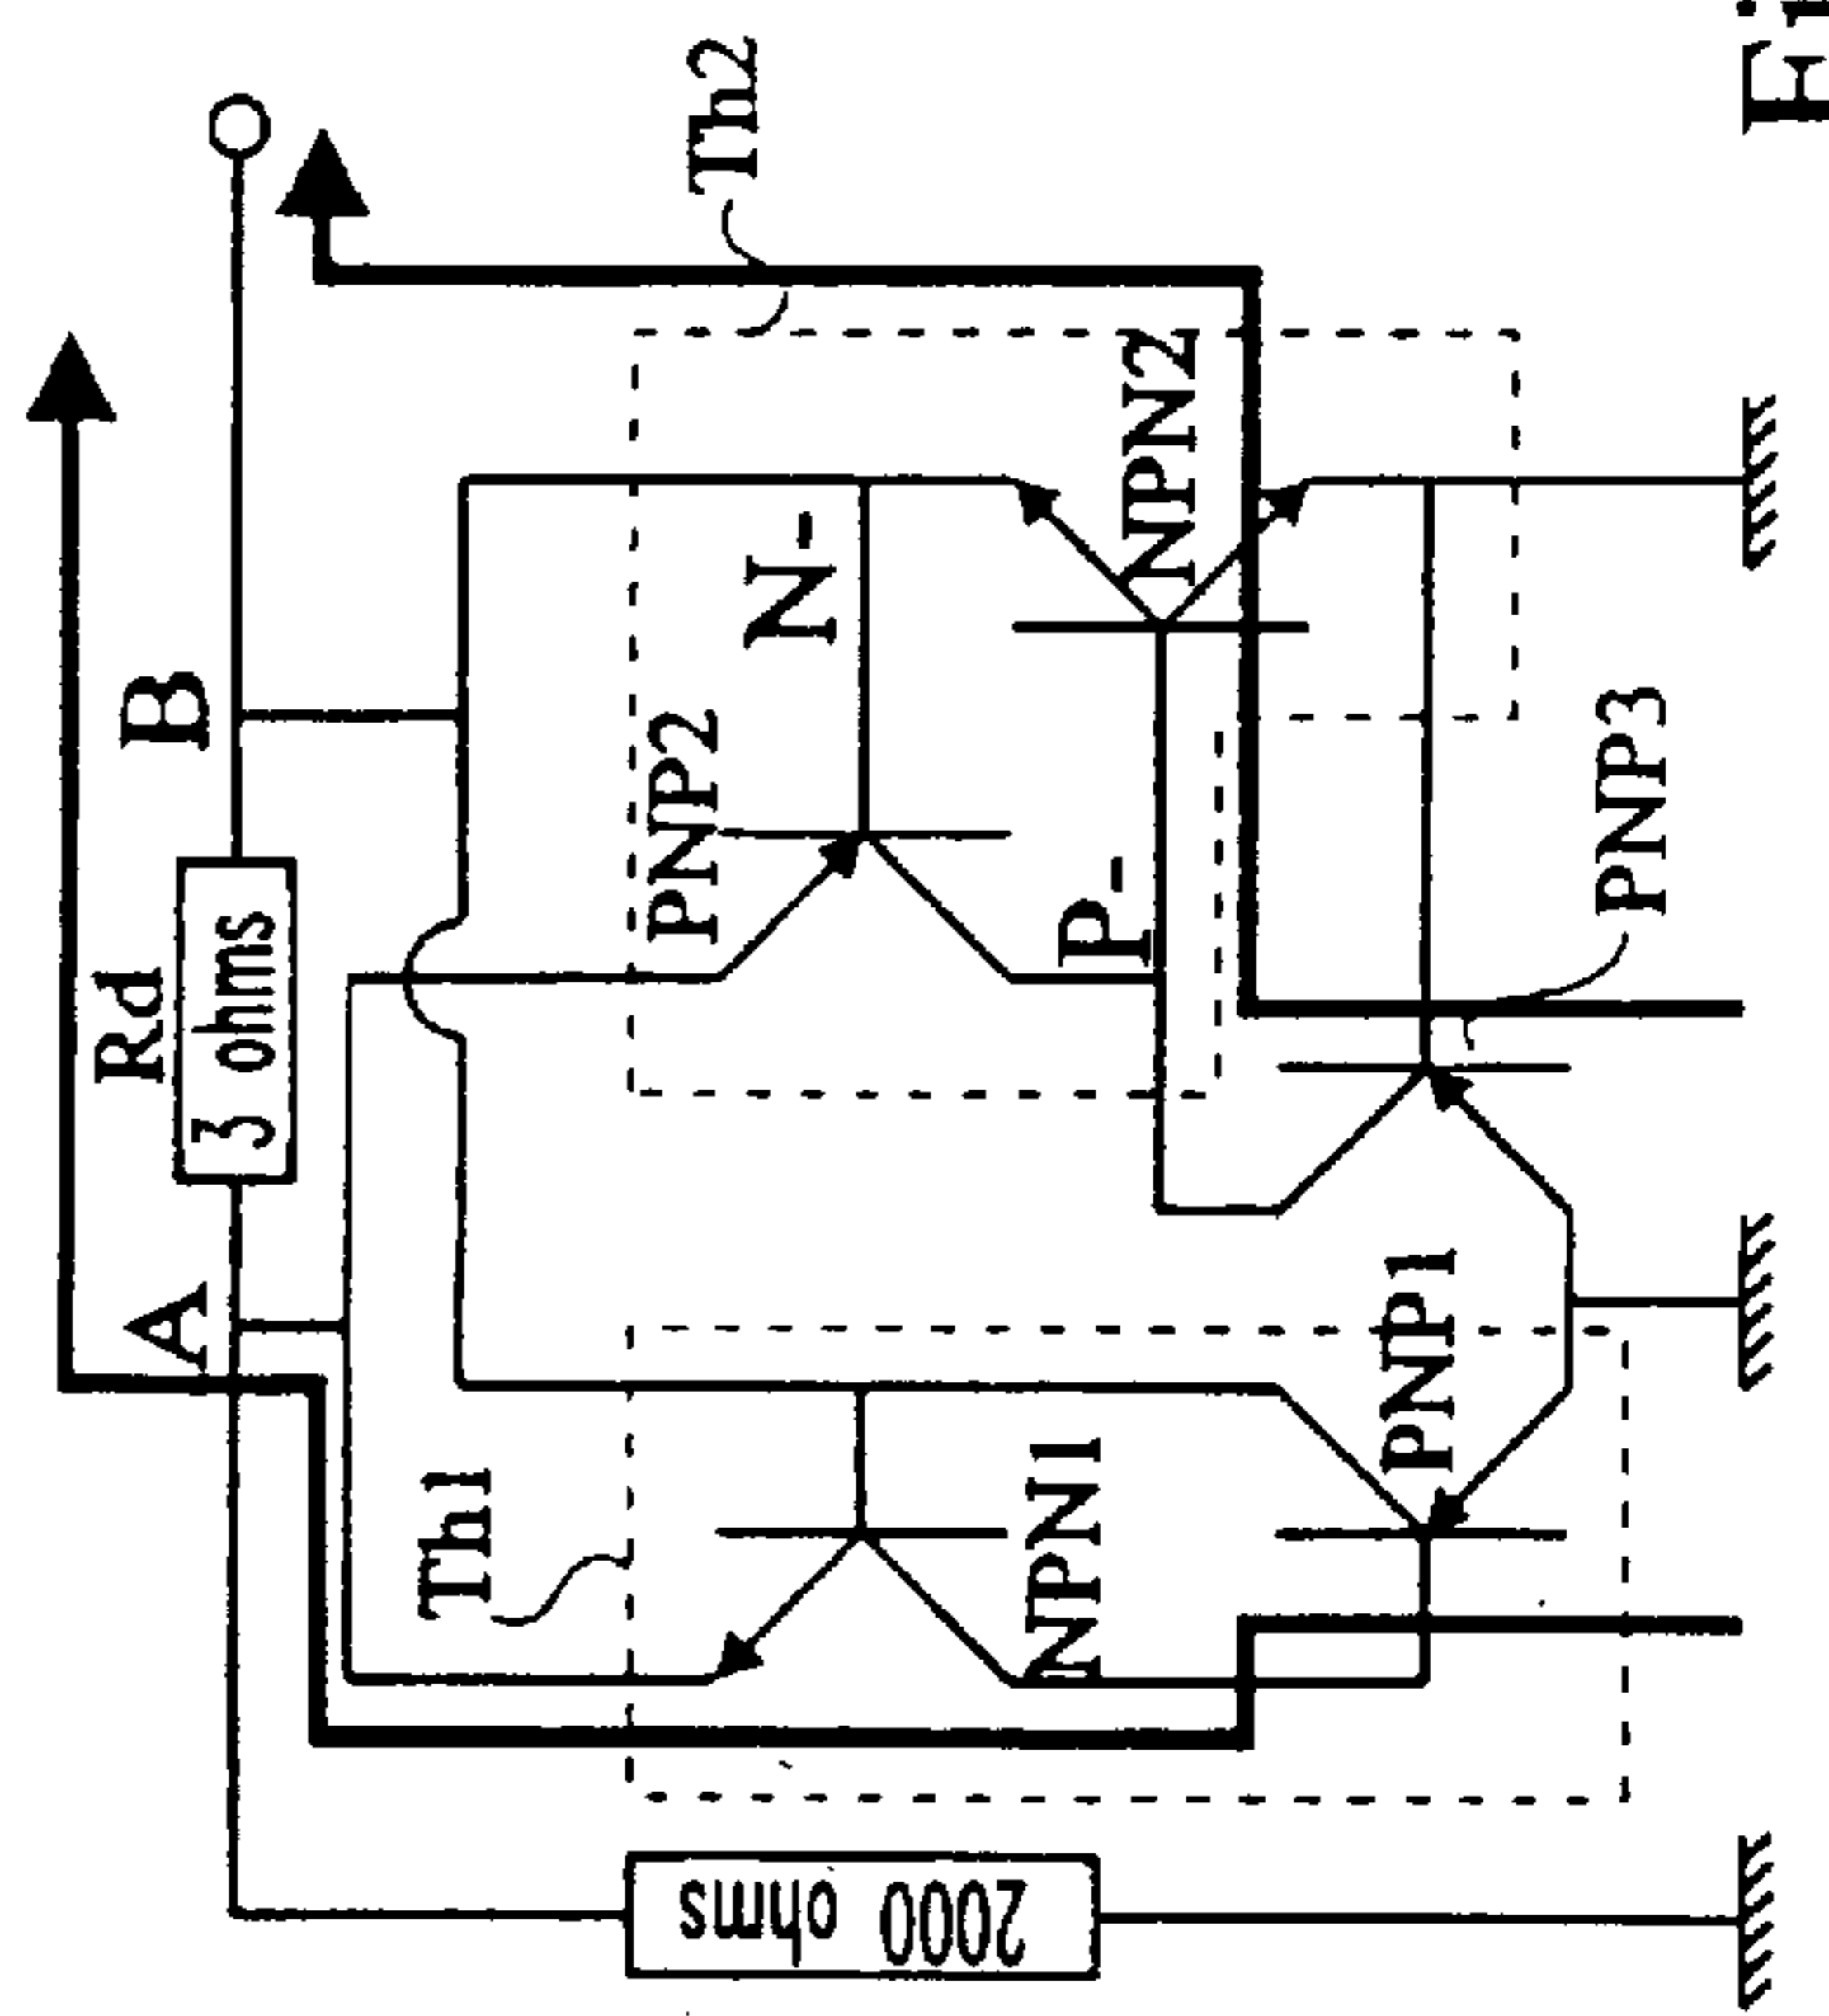 Th2
B
Rd
3 ohms
A
N-
NPN2
PNP2
P-
PNP3
Th1
NPN1
PNP1
2000 ohms